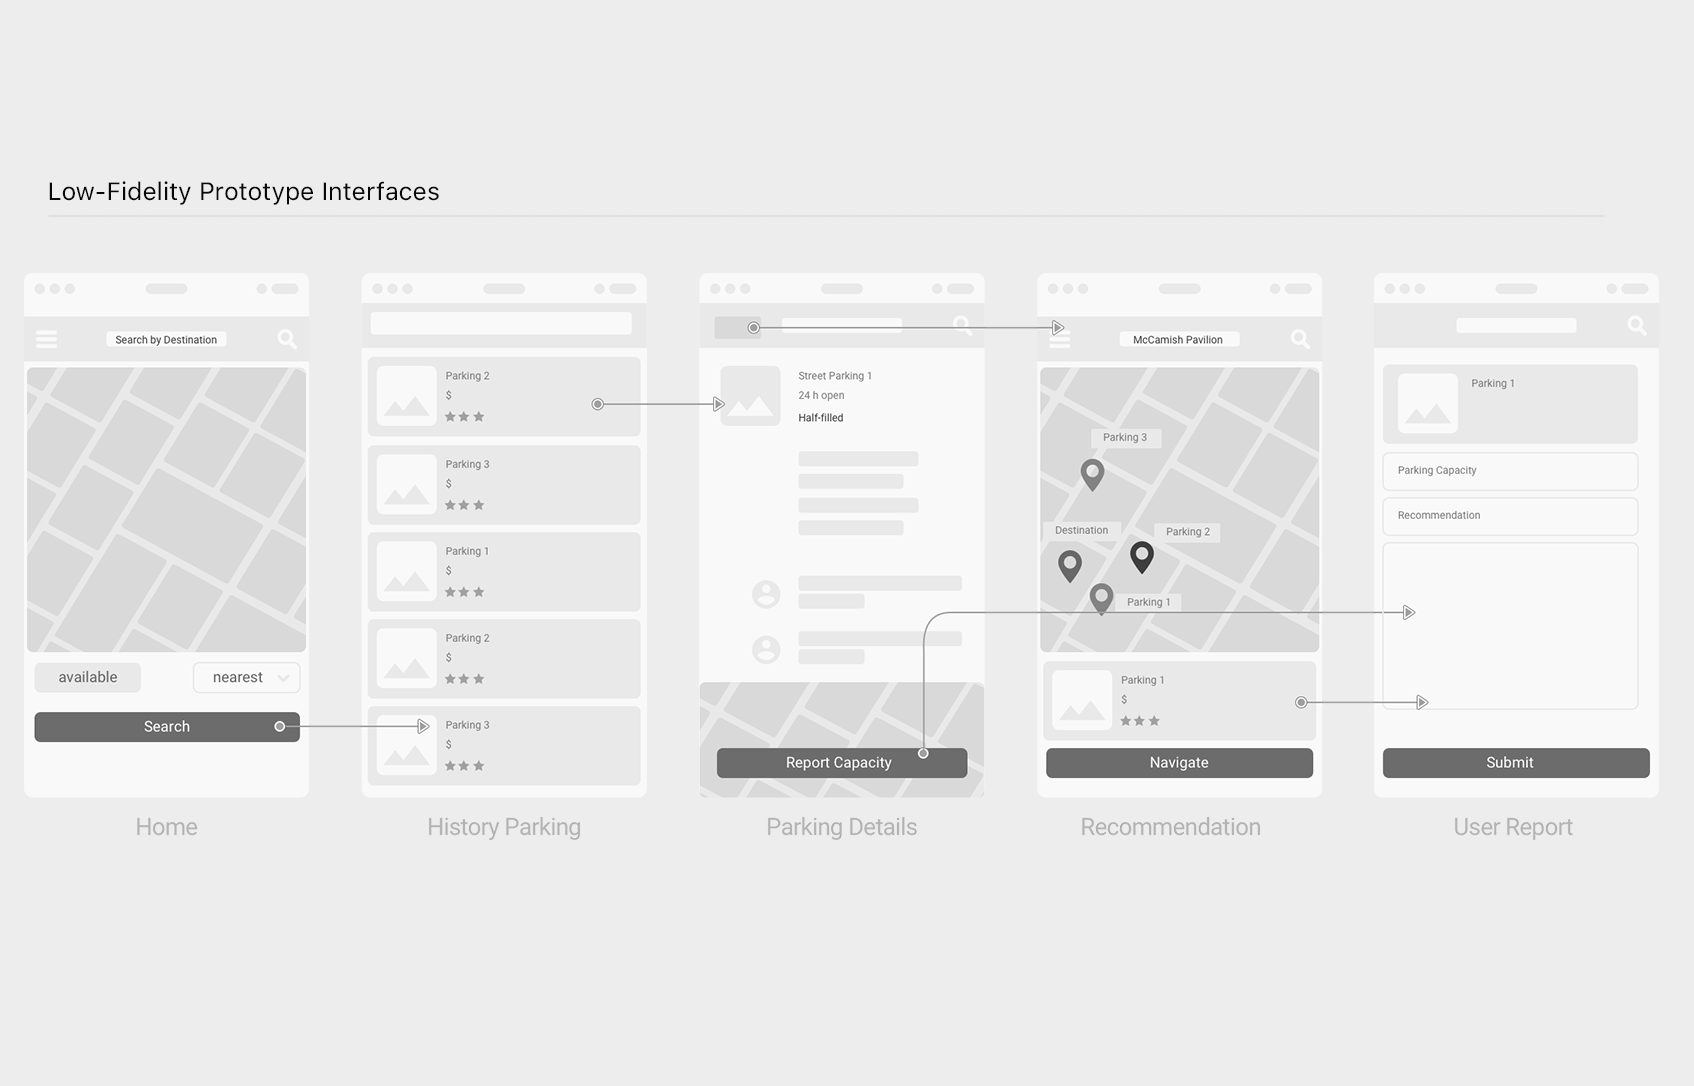 Low-Fidelity Prototype Interfaces
Search by Destination
available
nearest
Search
Home
Parking 2
$
Parking 3
$
Parking 1
$
Parking 2
$
Parking 3
$
History Parking
Street Parking 1
24 h open
Half-filled
Report Capacity
Parking Details
McCamish Pavilion
Parking 3
Destination
Parking 2
Parking 1
Parking 1
$
Navigate
Recommendation
Parking 1
Parking Capacity
Recommendation
Submit
User Report